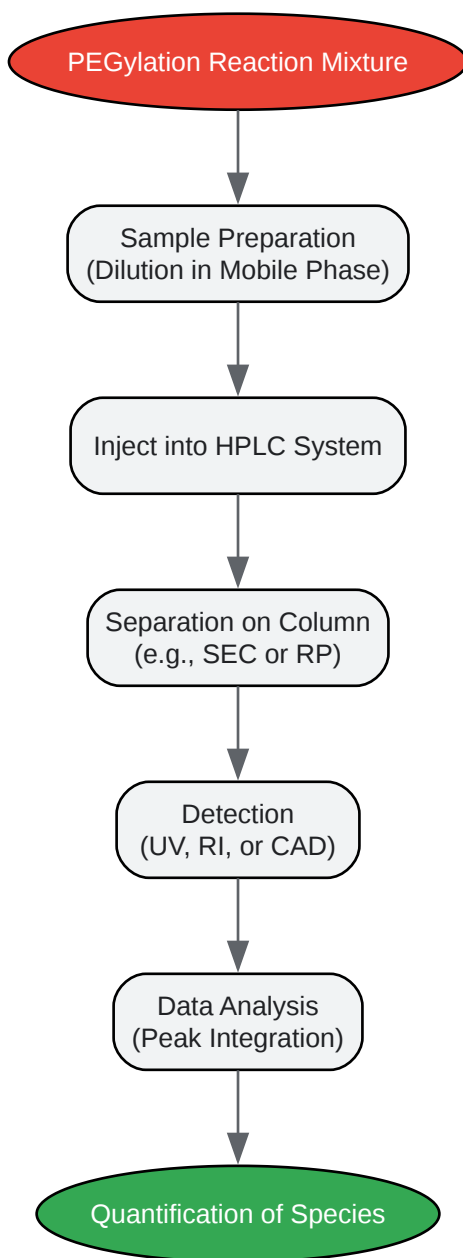 PEGylation Reaction Mixture
Sample Preparation
(Dilution in Mobile Phase)
Inject into HPLC System
Separation on Column
(e.g., SEC or RP)
Detection
(UV, RI, or CAD)
Data Analysis
(Peak Integration)
Quantification of Species